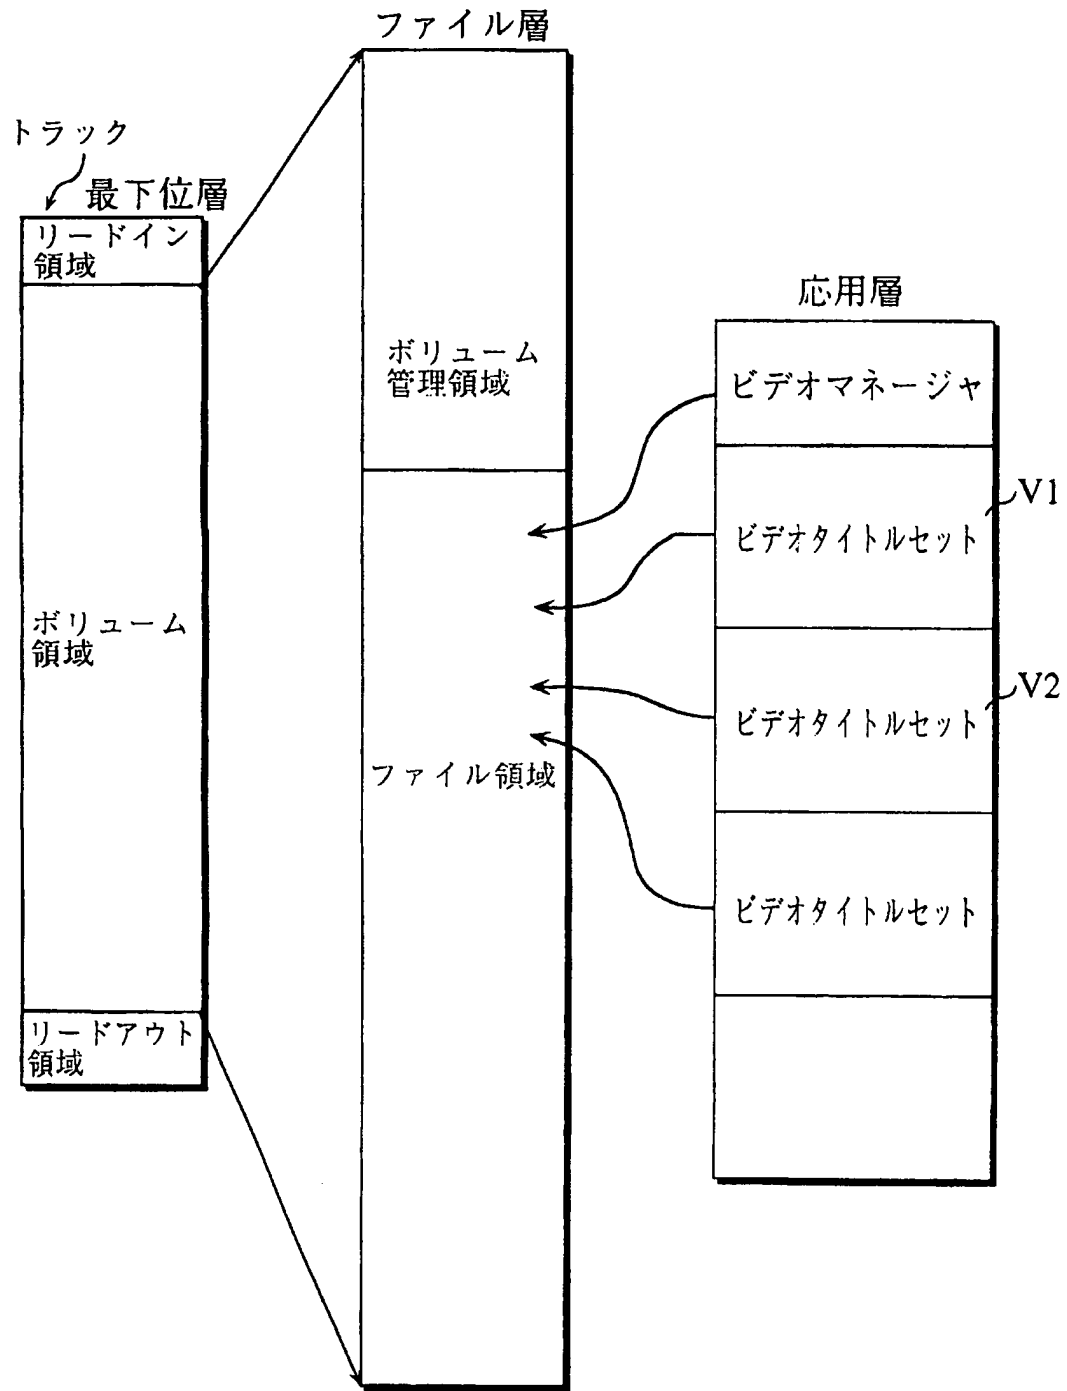 ファイル層
トラック
最下位層
リードイン
領域
ボリューム
領域
リードアウト
領域
ボリューム
管理領域
ファイル領域
応用層
ビデオマネージャ
ビデオタイトルセット
V1
ビデオタイトルセット
V2
ビデオタイトルセット